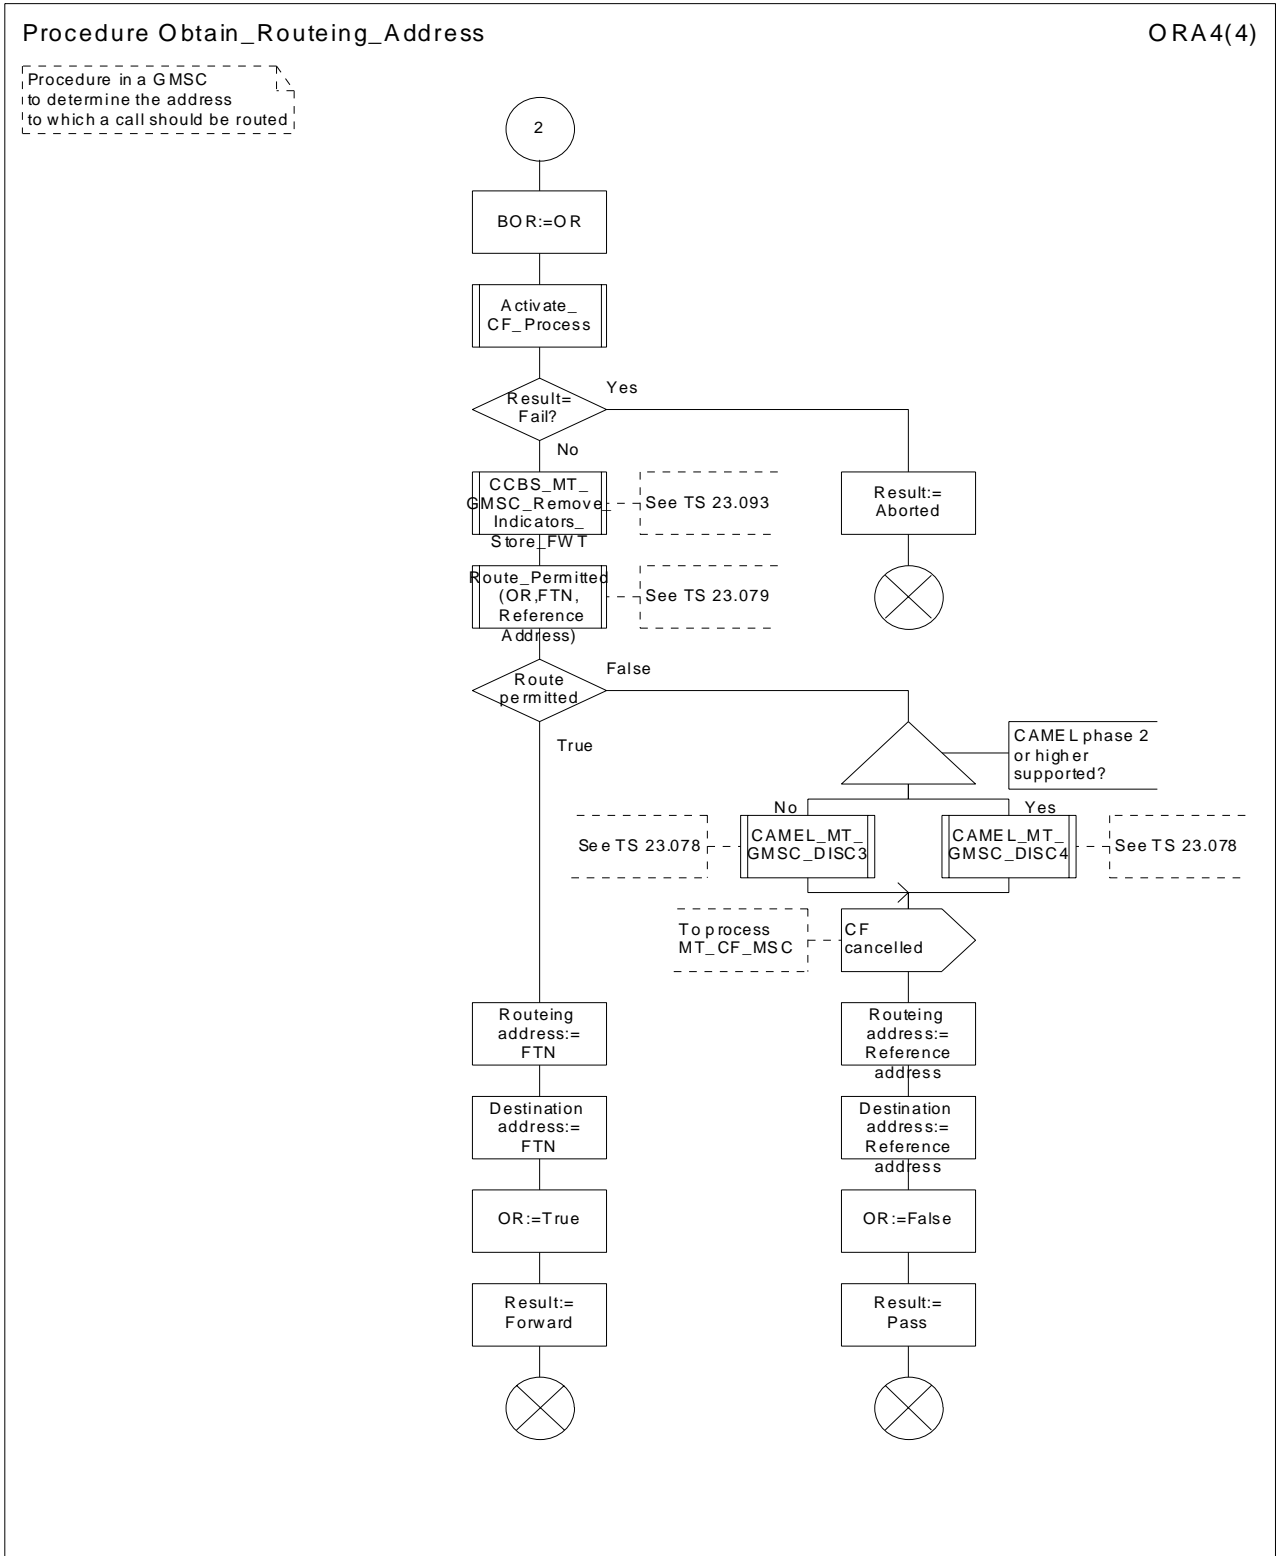 Procedure Obtain_Routeing_Address
ORA4(4)
Procedure in a GMSC
to determine the address
to which a call should be routed
2
BOR:=OR
Activate_
CF_Process
Result=
Fail?
Yes
No
CCBS_MT_
GMSC_Remove_
Indicators_
Store_FWT
See TS 23.093
Result:=
Aborted
Route_Permitted
(OR,FTN,
Reference
Address)
See TS 23.079
Route
permitted
False
True
CAMEL phase 2
or higher
supported?
No
Yes
See TS 23.078
CAMEL_MT_
GMSC_DISC3
CAMEL_MT_
GMSC_DISC4
See TS 23.078
To process
MT_CF_MSC
CF
cancelled
Routeing
address:=
FTN
Routeing
address:=
Reference
address
Destination
address:=
FTN
Destination
address:=
Reference
address
OR:=True
OR:=False
Result:=
Forward
Result:=
Pass